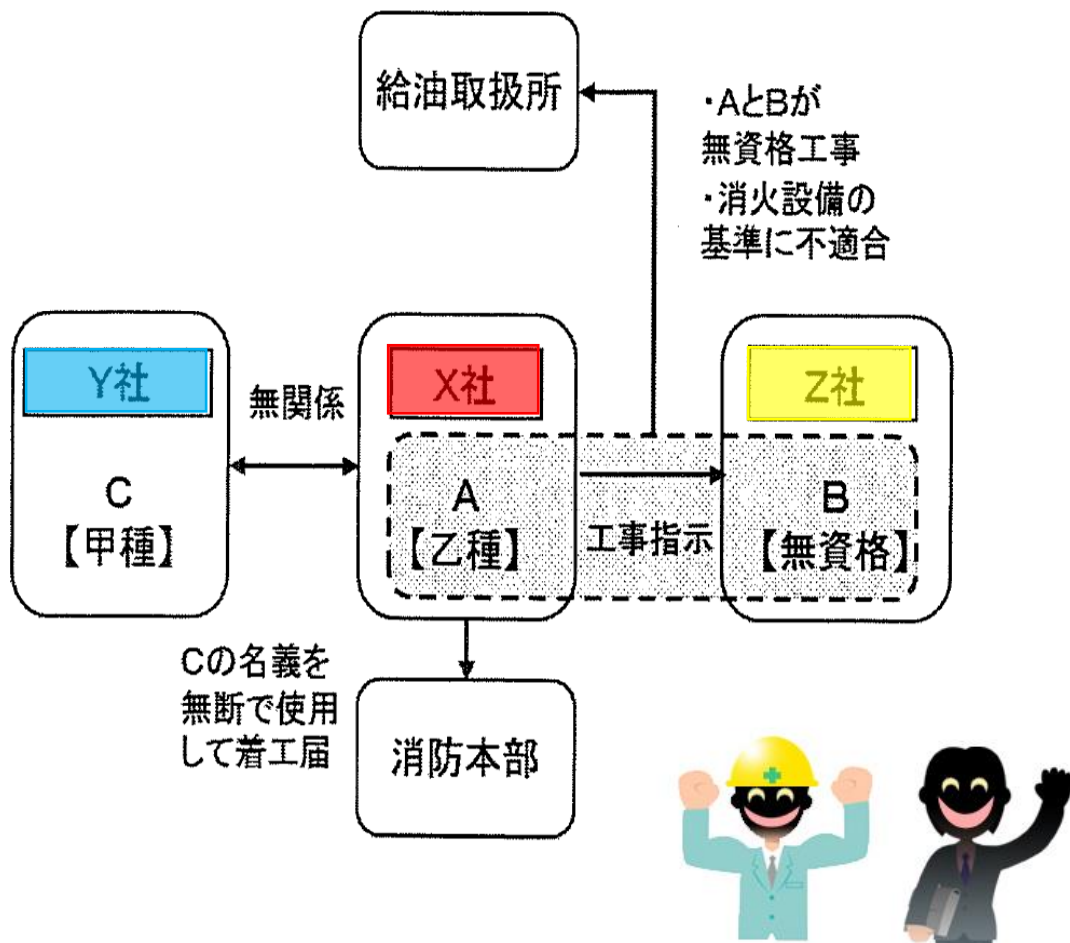 給油取扱所
・AとBが
無資格工事
・消火設備の
基準に不適合
Y社
C
【甲種】
無関係
X社
A
【乙種】
工事指示
Z社
B
【無資格】
Cの名義を
無断で使用
して着工届
消防本部